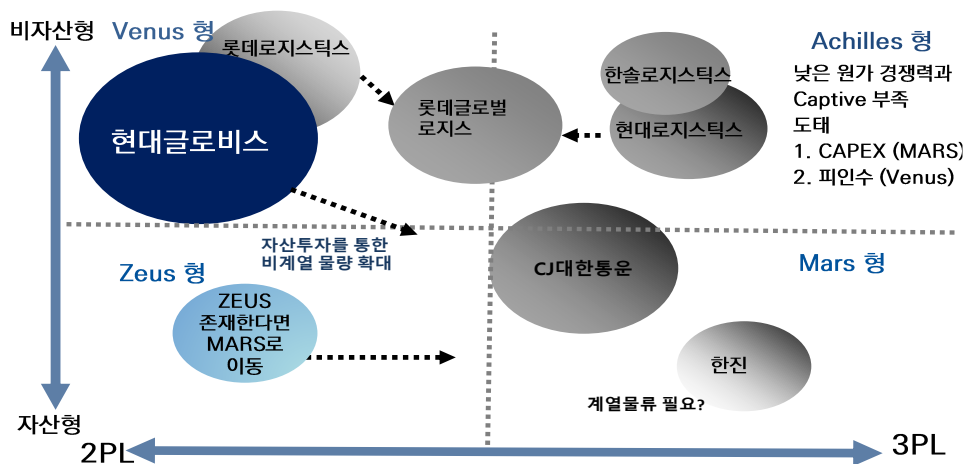 비자산형
Venus 형
롯데로지스틱스
현대글로비스
롯데글로벌
로지스
한솔로지스틱스
현대로지스틱스
Achilles 형
낮은 원가 경쟁력과
Captive 부족
도태
1. CAPEX (MARS)
2. 피인수 (Venus)
자산투자를 통한
비계열 물량 확대
Zeus 형
ZEUS
존재한다면
MARS로
이동
CJ대한통운
Mars 형
한진
계열물류 필요?
자산형
2PL
3PL